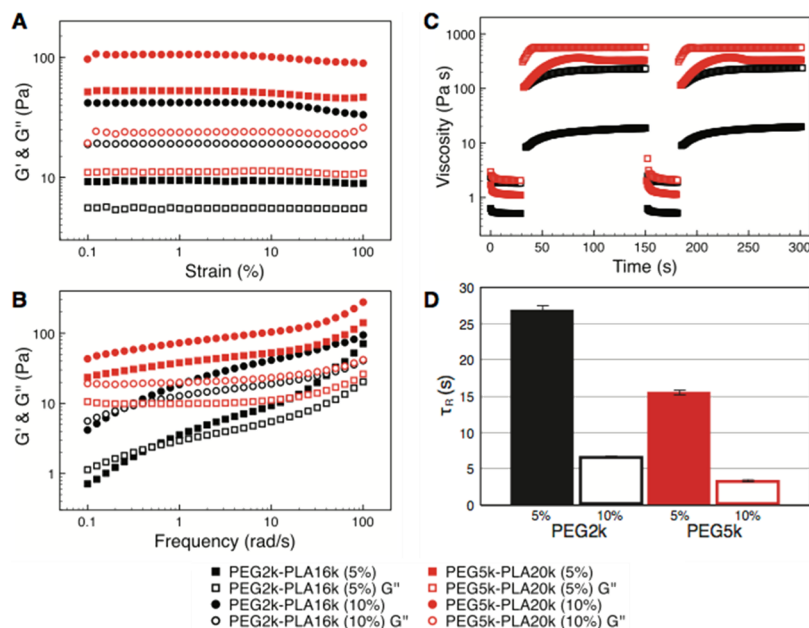 A
G' & G'' (Pa)
100
10
0.1 1 10 100
Strain (%)
B
G' & G'' (Pa)
100
10
1
0.1 1 10 100
Frequency (rad/s)
C
Viscosity (Pa s)
1000
100
10
1
0 50 100 150 200 250 300
Time (s)
D
τR (s)
30
25
20
15
10
5
0
5% 10% 5% 10%
PEG2k PEG5k
PEG2k-PLA16k (5%)
PEG2k-PLA16k (5%) G"
PEG2k-PLA16k (10%)
PEG2k-PLA16k (10%) G"
PEG5k-PLA20k (5%)
PEG5k-PLA20k (5%) G"
PEG5k-PLA20k (10%)
PEG5k-PLA20k (10%) G"